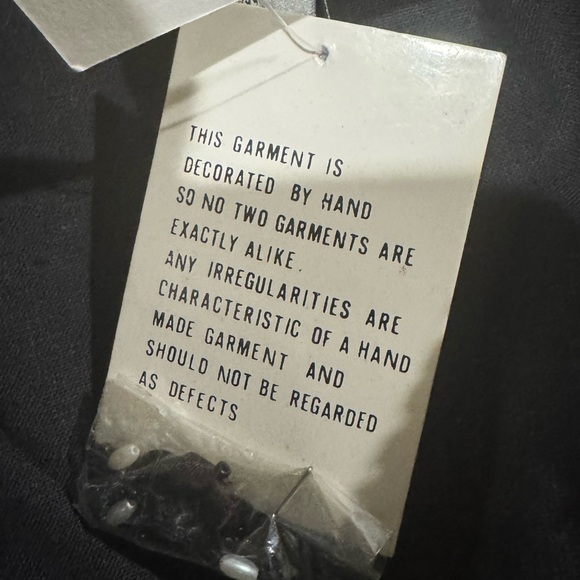 THIS GARMENT IS
DECORATED BY HAND
SO NO TWO GARMENTS ARE
EXACTLY ALIKE.
ANY IRREGULARITIES ARE
CHARACTERISTIC OF A HAND
MADE GARMENT AND
SHOULD NOT BE REGARDED
AS DEFECTS